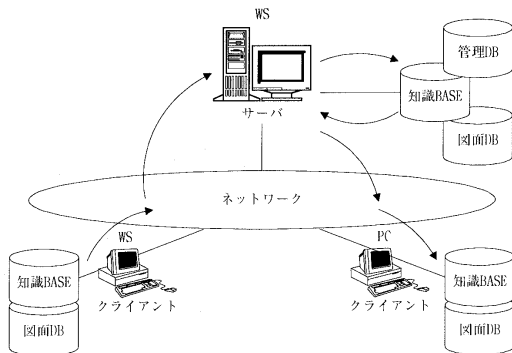 WS
管理DB
知識BASE
サーバ
図面DB
ネットワーク
WS
PC
知識BASE
クライアント
図面DB
クライアント
知識BASE
図面DB